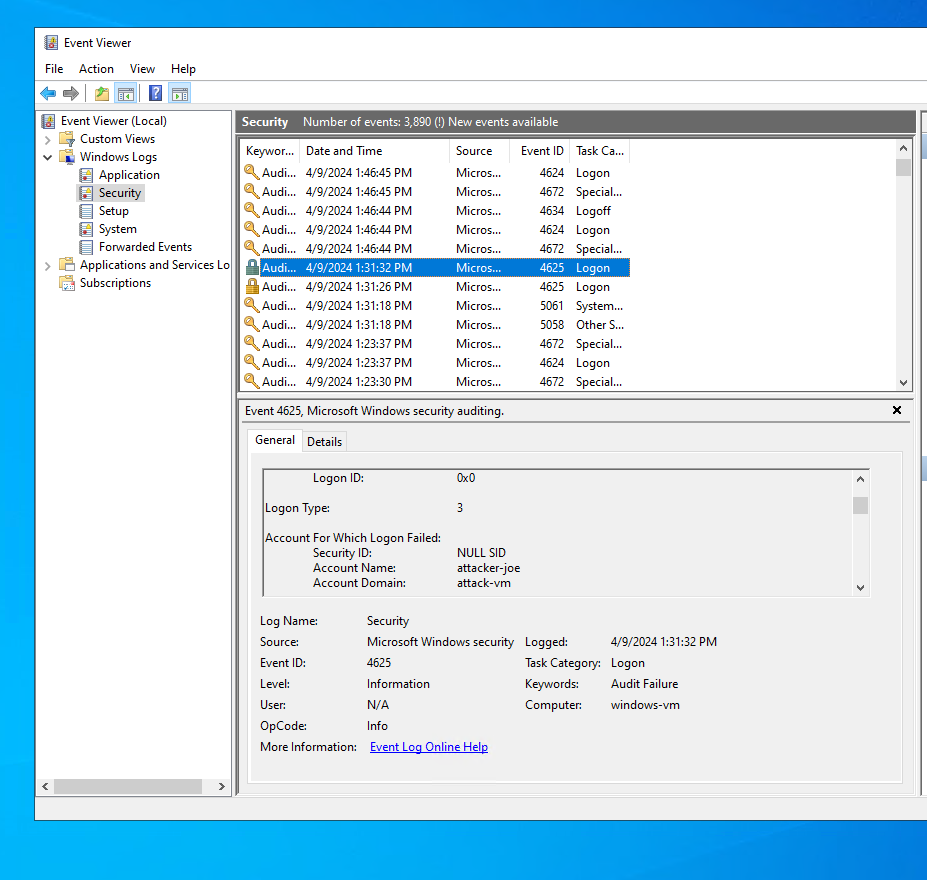 Event Viewer
File Action View Help
Event Viewer (Local)
Custom Views
Windows Logs
Application
Security
Setup
System
Forwarded Events
Applications and Services Lo
Subscriptions
Security Number of events: 3,890 (!) New events available
Keywor... Date and Time Source Event ID Task Ca...
Audi... 4/9/2024 1:46:45 PM Micros... 4624 Logon
Audi... 4/9/2024 1:46:45 PM Micros... 4672 Special...
Audi... 4/9/2024 1:46:44 PM Micros... 4634 Logoff
Audi... 4/9/2024 1:46:44 PM Micros... 4624 Logon
Audi... 4/9/2024 1:46:44 PM Micros... 4672 Special...
Audi... 4/9/2024 1:31:32 PM Micros... 4625 Logon
Audi... 4/9/2024 1:31:26 PM Micros... 4625 Logon
Audi... 4/9/2024 1:31:18 PM Micros... 5061 System...
Audi... 4/9/2024 1:31:18 PM Micros... 5058 Other S...
Audi... 4/9/2024 1:23:37 PM Micros... 4672 Special...
Audi... 4/9/2024 1:23:37 PM Micros... 4624 Logon
Audi... 4/9/2024 1:23:30 PM Micros... 4672 Special...
Event 4625, Microsoft Windows security auditing.
General Details
Logon ID: 0x0
Logon Type: 3
Account For Which Logon Failed:
Security ID: NULL SID
Account Name: attacker-joe
Account Domain: attack-vm
Log Name: Security
Source: Microsoft Windows security Logged: 4/9/2024 1:31:32 PM
Event ID: 4625 Task Category: Logon
Level: Information Keywords: Audit Failure
User: N/A Computer: windows-vm
OpCode: Info
More Information: Event Log Online Help